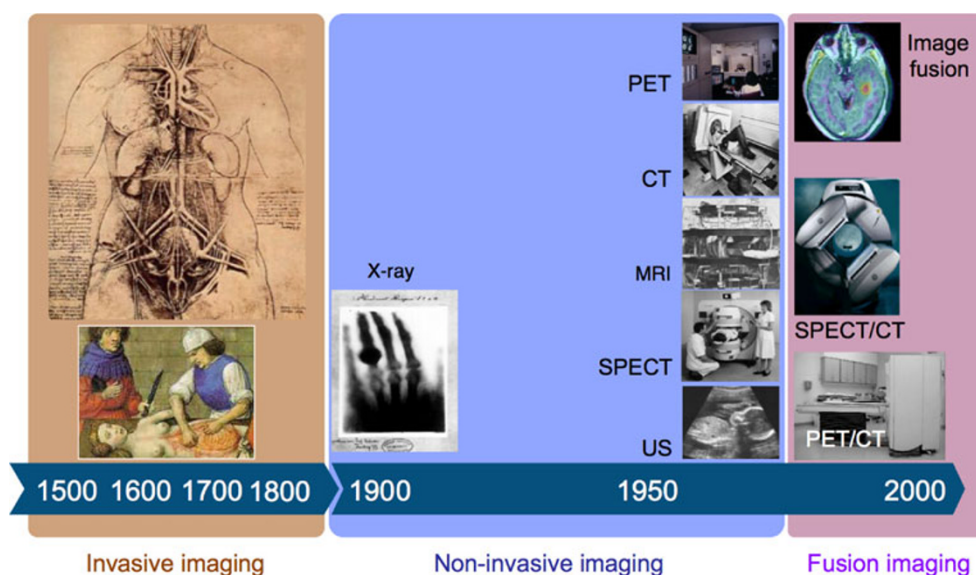 Image
fusion
PET
CT
X-ray
MRI
SPECT/CT
SPECT
PET/CT
US
1500 1600 1700 1800 1900 1950 2000
Invasive imaging Non-invasive imaging Fusion imaging